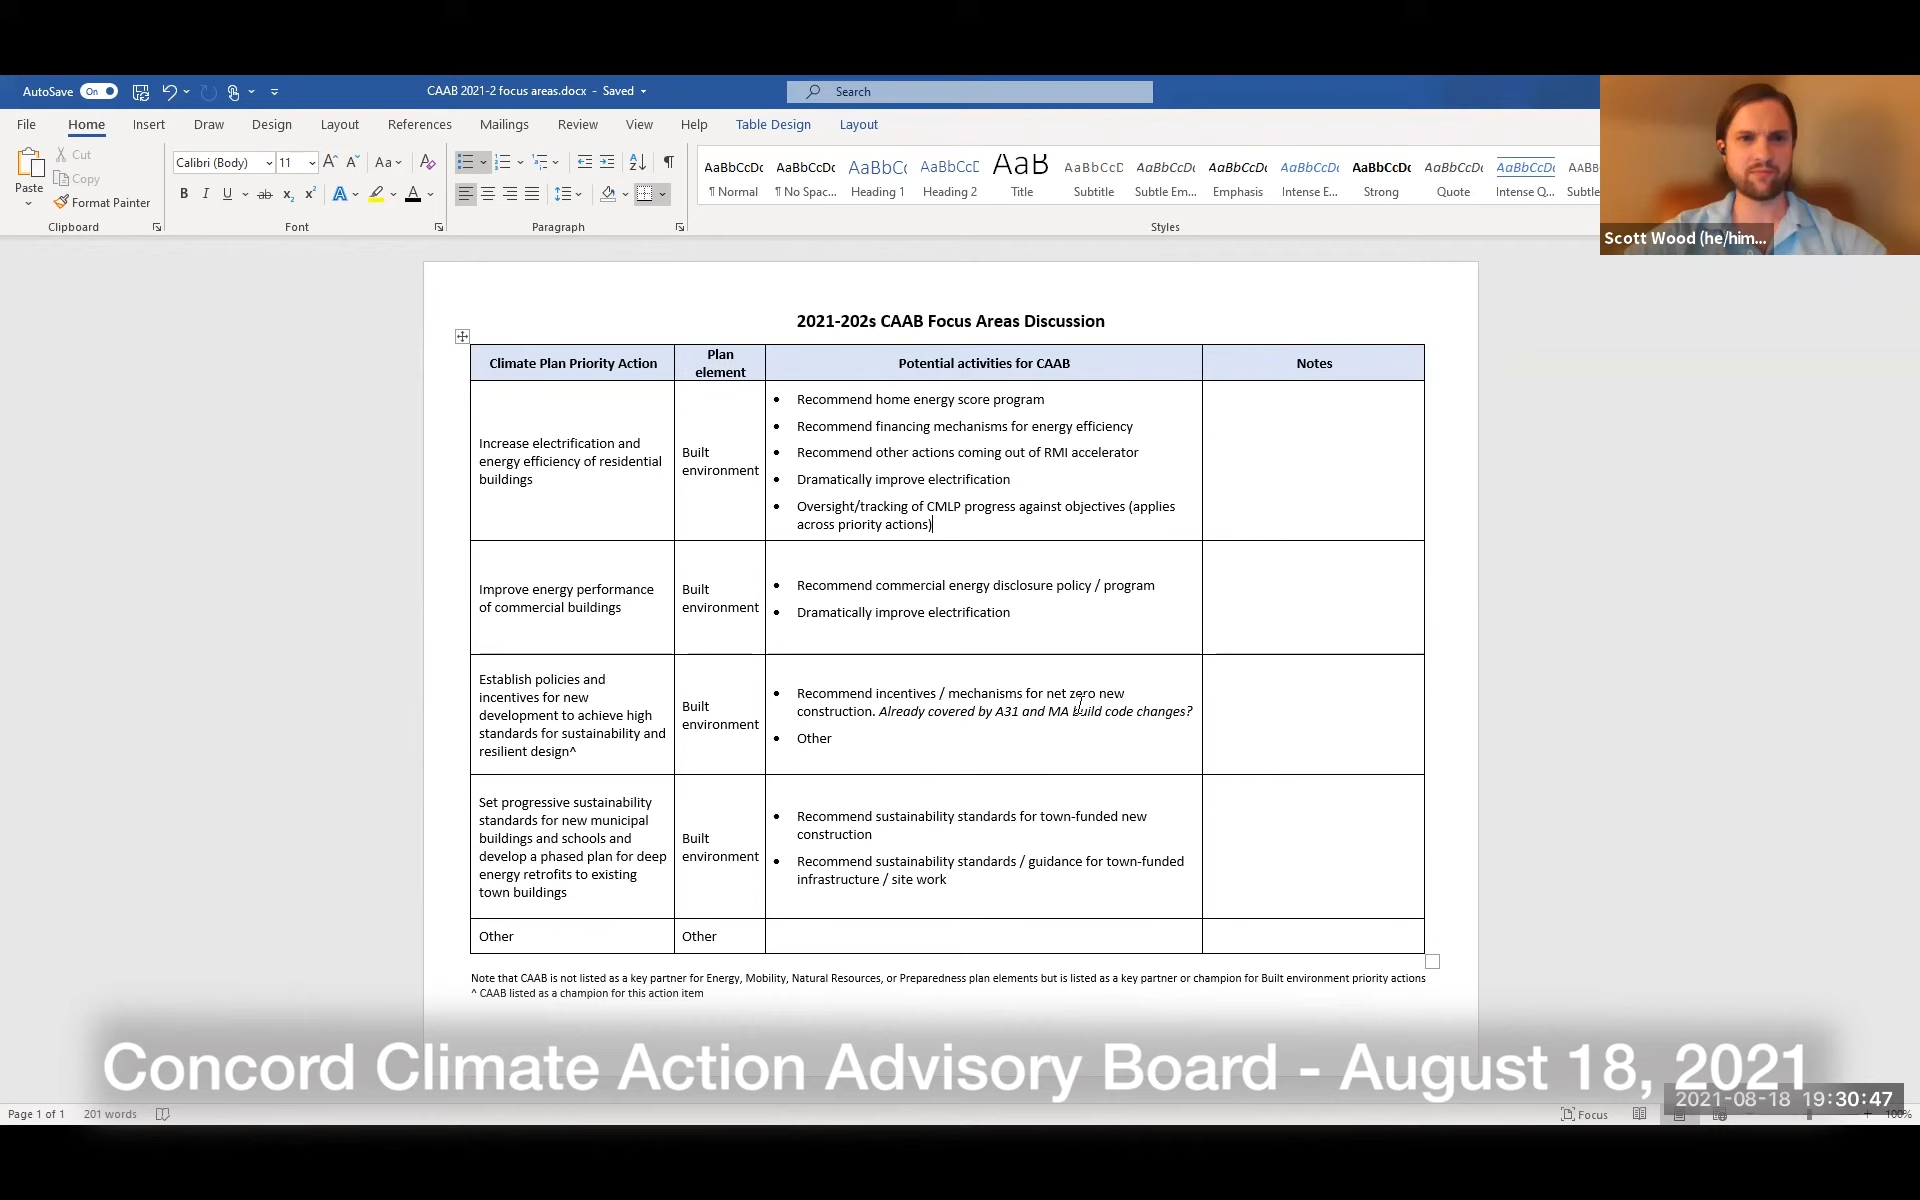 AutoSave On CAAB 2021-2 focus areas.docx - Saved Search
File Home Insert Draw Design Layout References Mailings Review View Help Table Design Layout
Paste
Cut
Copy
Format Painter
Clipboard
Calibri (Body) 11
Font
Paragraph
AaBbCcDc AaBbCcDc AaBbCc AaBbCcD AaB AaBbCcD AaBbCcDc AaBbCcDc AaBbCcDc AaBbCcDc AaBbCcDc AaBbCcDc AaBb
¶ Normal ¶ No Spac... Heading 1 Heading 2 Title Subtitle Subtle Em... Emphasis Intense E... Strong Quote Intense Q... Subtle
Styles
Scott Wood (he/him...
2021-202s CAAB Focus Areas Discussion
Climate Plan Priority Action
Plan
element
Potential activities for CAAB
Notes
Increase electrification and
energy efficiency of residential
buildings
Built
environment
• Recommend home energy score program
• Recommend financing mechanisms for energy efficiency
• Recommend other actions coming out of RMI accelerator
• Dramatically improve electrification
• Oversight/tracking of CMLP progress against objectives (applies
across priority actions)
Improve energy performance
of commercial buildings
Built
environment
• Recommend commercial energy disclosure policy / program
• Dramatically improve electrification
Establish policies and
incentives for new
development to achieve high
standards for sustainability and
resilient design^
Built
environment
• Recommend incentives / mechanisms for net zero new
construction. Already covered by A31 and MA build code changes?
• Other
Set progressive sustainability
standards for new municipal
buildings and schools and
develop a phased plan for deep
energy retrofits to existing
town buildings
Built
environment
• Recommend sustainability standards for town-funded new
construction
• Recommend sustainability standards / guidance for town-funded
infrastructure / site work
Other
Other
Note that CAAB is not listed as a key partner for Energy, Mobility, Natural Resources, or Preparedness plan elements but is listed as a key partner or champion for Built environment priority actions
^ CAAB listed as a champion for this action item
Concord Climate Action Advisory Board - August 18, 2021
2021-08-18 19:30:47
Page 1 of 1 201 words Focus 100%